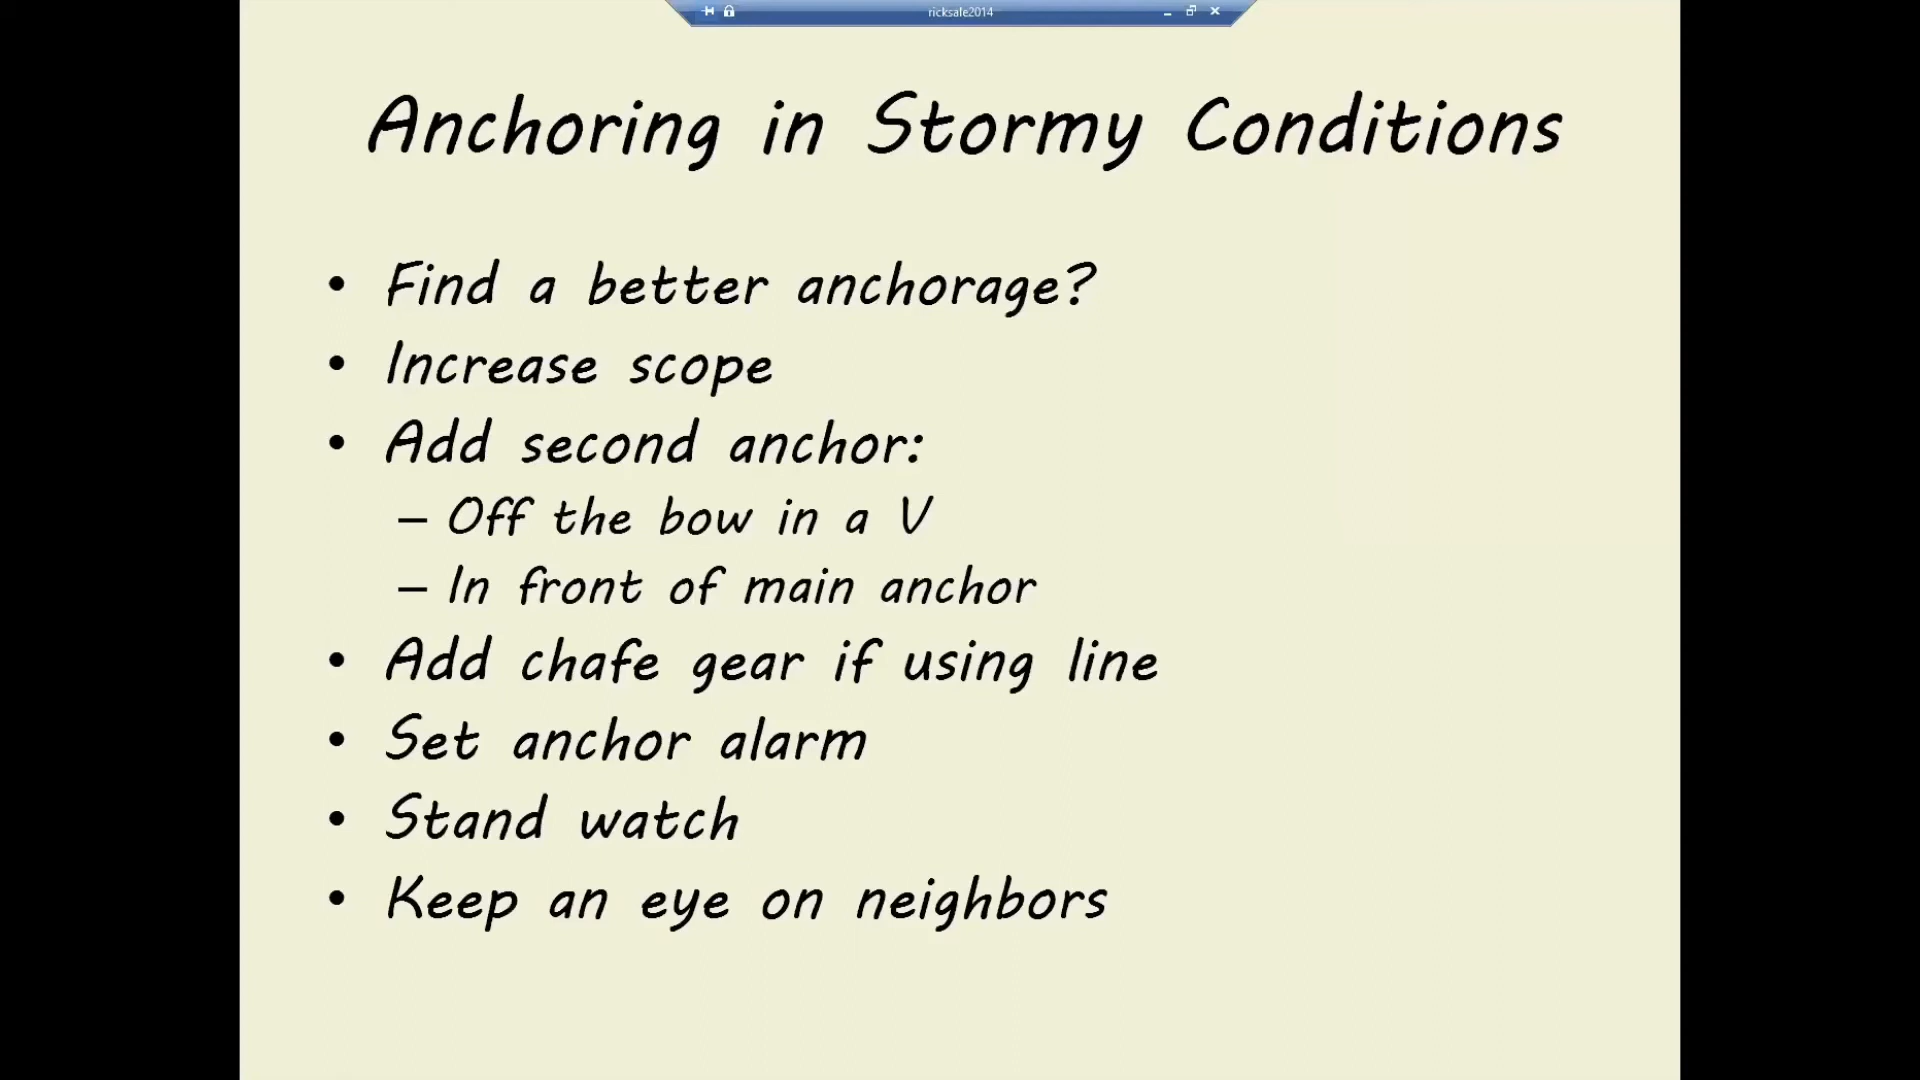 ricksale2014
Anchoring in Stormy Conditions
• Find a better anchorage?
• Increase scope
• Add second anchor:
– Off the bow in a V
– In front of main anchor
• Add chafe gear if using line
• Set anchor alarm
• Stand watch
• Keep an eye on neighbors